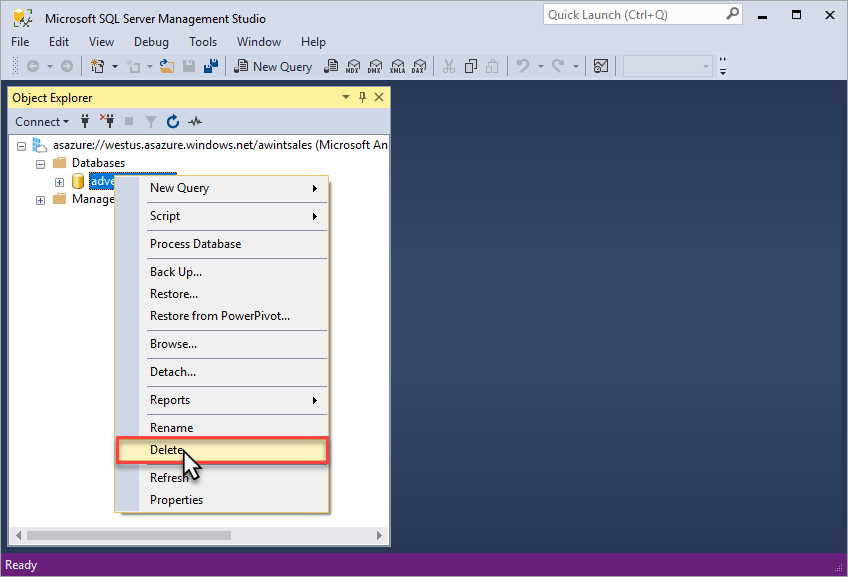 Microsoft SQL Server Management Studio
Quick Launch (Ctrl+Q)
File Edit View Debug Tools Window Help
New Query MDX DMX XMLA DAX
Object Explorer
Connect
asazure://westus.asazure.windows.net/awintsales (Microsoft An
Databases
adve
Manage
New Query
Script
Process Database
Back Up...
Restore...
Restore from PowerPivot...
Browse...
Detach...
Reports
Rename
Delete
Refresh
Properties
Ready